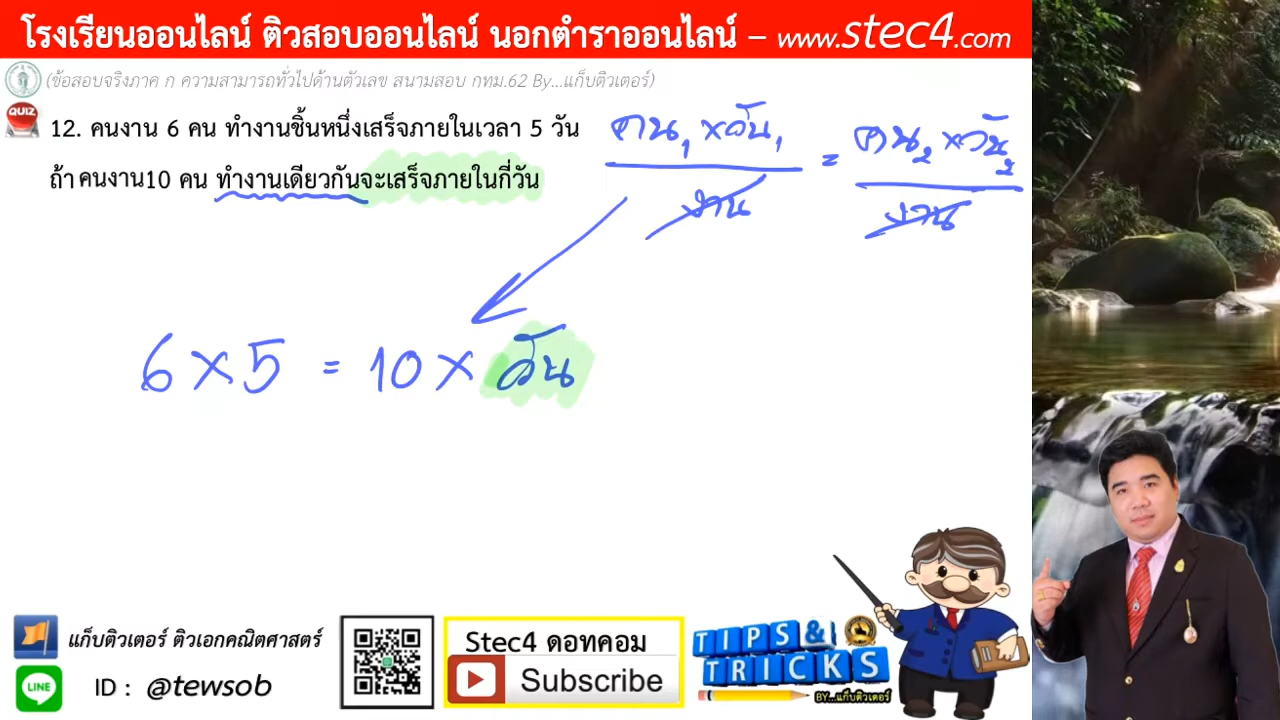 โรงเรียนออนไลน์ ติวสอบออนไลน์ นอกตำราออนไลน์ – www.stec4.com
(ข้อสอบจริงภาค ก ความสามารถทั่วไปด้านตัวเลข สนามสอบ กทม.62 By...แก็บติวเตอร์)
QUIZ
12. คนงาน 6 คน ทำงานชิ้นหนึ่งเสร็จภายในเวลา 5 วัน
ถ้าคนงาน10 คน ทำงานเดียวกันจะเสร็จภายในกี่วัน
คน₁ × วัน₁ = คน₂ × วัน₂
งาน งาน
6 × 5 = 10 × วัน
แก็บติวเตอร์ ติวเอกคณิตศาสตร์
LINE
ID : @tewsob
Stec4 ดอทคอม
Subscribe
TIPS &
TRICKS
BY...แก็บติวเตอร์